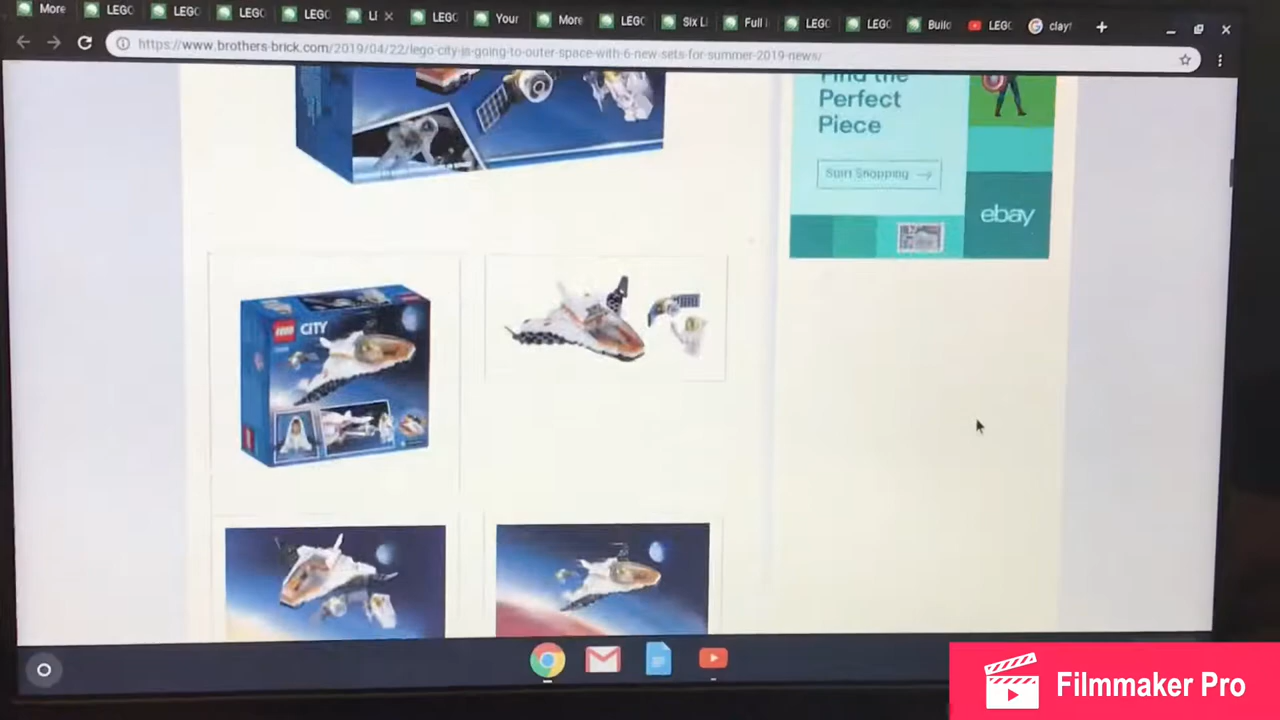 More
LEGO
LEGO
LEGO
LEGO
LI
LEGO
Your
More
LEGO
Six L
Full
LEGO
LEGO
Build
LEGO
clay
https://www.brothers-brick.com/2019/04/22/lego-city-is-going-to-outer-space-with-6-new-sets-for-summer-2019-news/
Find the
Perfect
Piece
Start Shopping
ebay
LEGO CITY
Filmmaker Pro